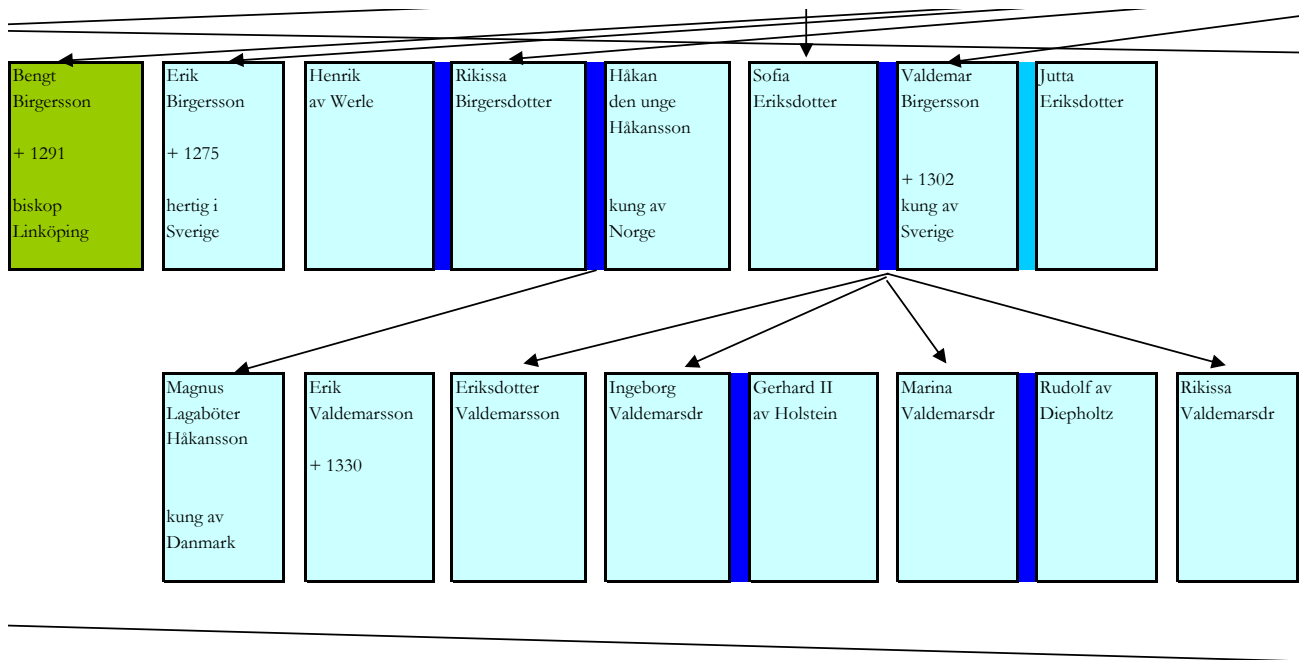 Bengt
Birgersson
+ 1291
biskop
Linköping
Erik
Birgersson
+ 1275
hertig i
Sverige
Henrik
av Werle
Rikissa
Birgersdotter
Håkan
den unge
Håkansson
kung av
Norge
Sofia
Eriksdotter
Valdemar
Birgersson
+ 1302
kung av
Sverige
Jutta
Eriksdotter
Magnus
Lagaböter
Håkansson
kung av
Danmark
Erik
Valdemarsson
+ 1330
Eriksdotter
Valdemarsson
Ingeborg
Valdemarsdr
Gerhard II
av Holstein
Marina
Valdemarsdr
Rudolf av
Diepholtz
Rikissa
Valdemarsdr